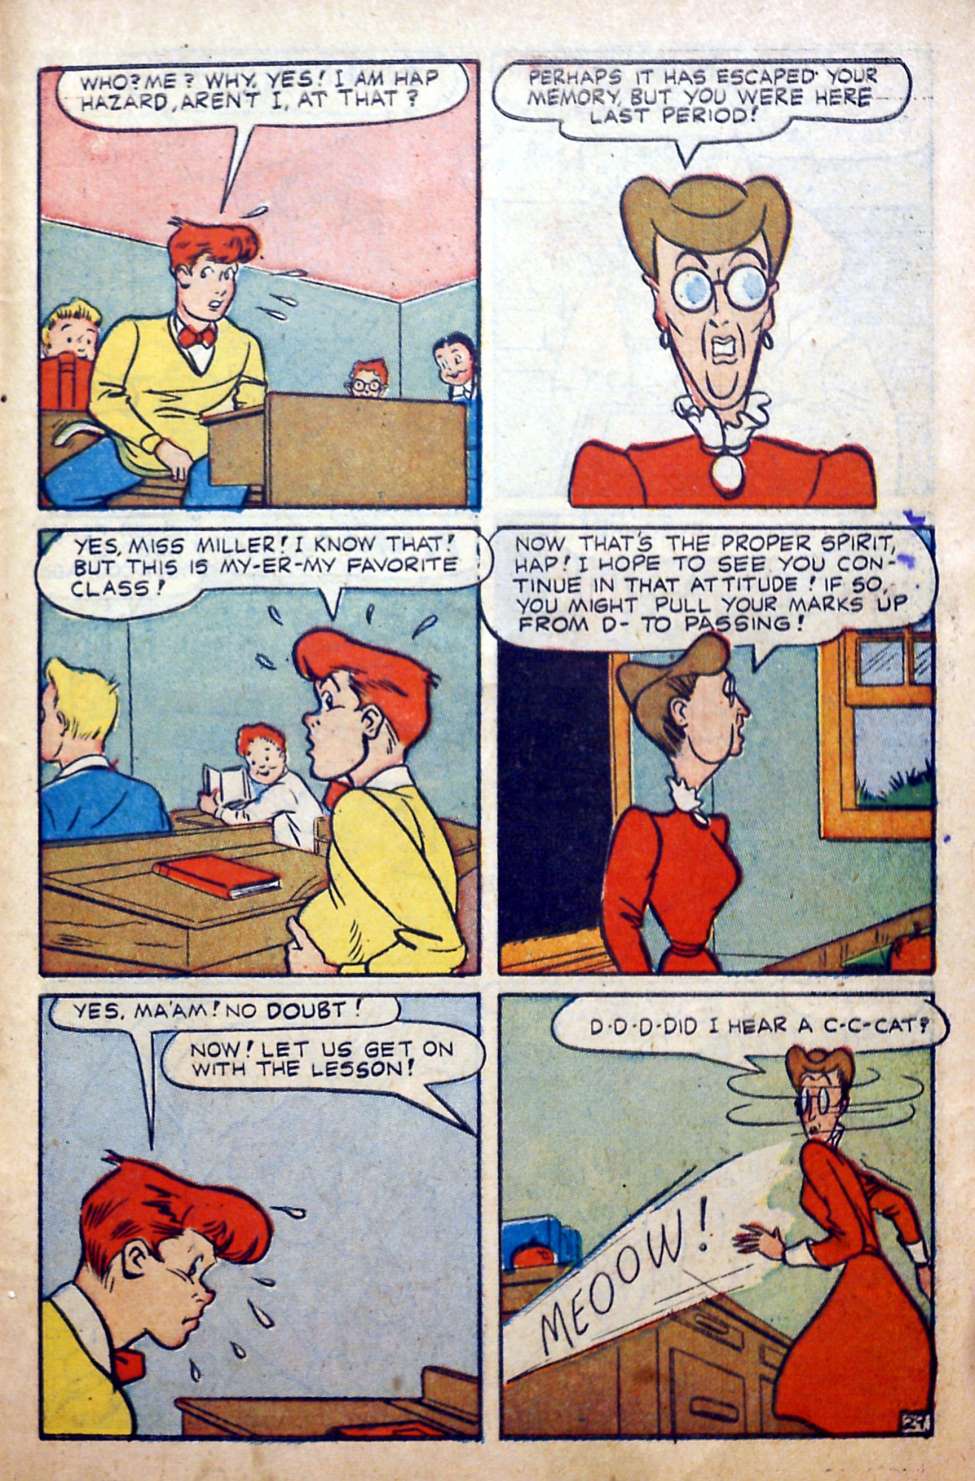 WHO? ME? WHY, YES! I AM HAP
HAZARD, AREN'T I, AT THAT?
PERHAPS IT HAS ESCAPED YOUR
MEMORY, BUT YOU WERE HERE
LAST PERIOD!
YES, MISS MILLER! I KNOW THAT!
BUT THIS IS MY-ER-MY FAVORITE
CLASS!
NOW THAT'S THE PROPER SPIRIT,
HAP! I HOPE TO SEE YOU CON-
TINUE IN THAT ATTITUDE! IF SO,
YOU MIGHT PULL YOUR MARKS UP
FROM D- TO PASSING!
YES, MA'AM! NO DOUBT!
NOW! LET US GET ON
WITH THE LESSON!
D-D-D-DID I HEAR A C-C-CAT?
MEOOW!